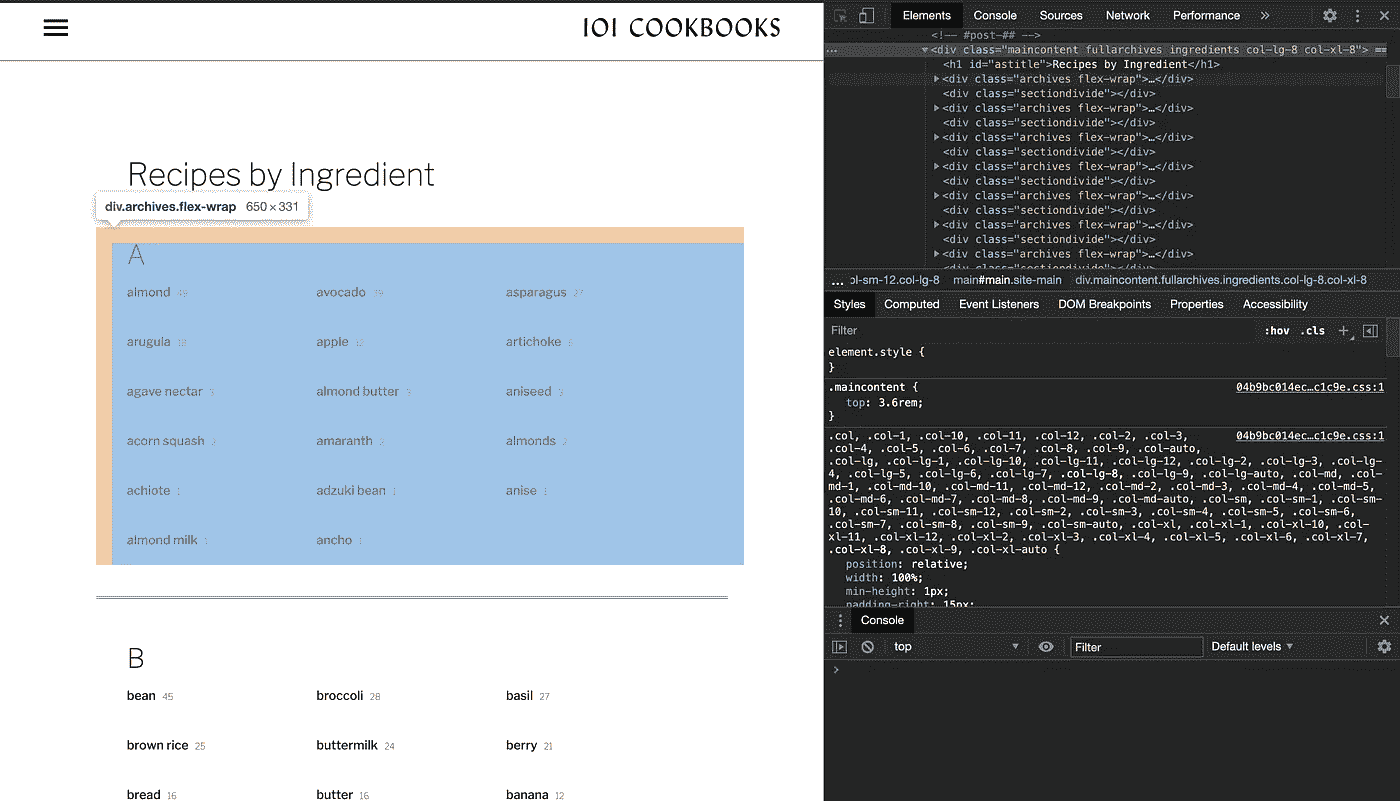 101 COOKBOOKS
Recipes by Ingredient
div.archives.flex-wrap 650 × 331
A
almond avocado asparagus
arugula apple artichoke
agave nectar almond butter aniseed
acorn squash amaranth almonds
achiote adzuki bean anise
almond milk ancho
B
bean 45 broccoli 28 basil 27
brown rice 25 buttermilk 24 berry 21
bread 16 butter 16 banana 12
Elements Console Sources Network Performance »
<!-- #post-## -->
… ▼<div class="maincontent fullarchives ingredients col-lg-8 col-xl-8"> ==
<h1 id="astitle">Recipes by Ingredient</h1>
▶<div class="archives flex-wrap">…</div>
<div class="sectiondivide"></div>
▶<div class="archives flex-wrap">…</div>
<div class="sectiondivide"></div>
▶<div class="archives flex-wrap">…</div>
<div class="sectiondivide"></div>
▶<div class="archives flex-wrap">…</div>
<div class="sectiondivide"></div>
▶<div class="archives flex-wrap">…</div>
<div class="sectiondivide"></div>
▶<div class="archives flex-wrap">…</div>
<div class="sectiondivide"></div>
▶<div class="archives flex-wrap">…</div>
<div class="sectiondivide"></div>
… ol-sm-12.col-lg-8 main#main.site-main div.maincontent.fullarchives.ingredients.col-lg-8.col-xl-8
Styles Computed Event Listeners DOM Breakpoints Properties Accessibility
Filter :hov .cls +
element.style {
}
.maincontent { 04b9bc014ec…c1c9e.css:1
top: 3.6rem;
}
.col, .col-1, .col-10, .col-11, .col-12, .col-2, .col-3, 04b9bc014ec…c1c9e.css:1
.col-4, .col-5, .col-6, .col-7, .col-8, .col-9, .col-auto,
.col-lg, .col-lg-1, .col-lg-10, .col-lg-11, .col-lg-12, .col-lg-2, .col-lg-3, .col-lg-
4, .col-lg-5, .col-lg-6, .col-lg-7, .col-lg-8, .col-lg-9, .col-lg-auto, .col-md, .col-
md-1, .col-md-10, .col-md-11, .col-md-12, .col-md-2, .col-md-3, .col-md-4, .col-md-5,
.col-md-6, .col-md-7, .col-md-8, .col-md-9, .col-md-auto, .col-sm, .col-sm-1, .col-sm-
10, .col-sm-11, .col-sm-12, .col-sm-2, .col-sm-3, .col-sm-4, .col-sm-5, .col-sm-6,
.col-sm-7, .col-sm-8, .col-sm-9, .col-sm-auto, .col-xl, .col-xl-1, .col-xl-10, .col-
xl-11, .col-xl-12, .col-xl-2, .col-xl-3, .col-xl-4, .col-xl-5, .col-xl-6, .col-xl-7,
.col-xl-8, .col-xl-9, .col-xl-auto {
position: relative;
width: 100%;
min-height: 1px;
padding-right: 15px;
Console
top ▼ Filter Default levels ▼
>